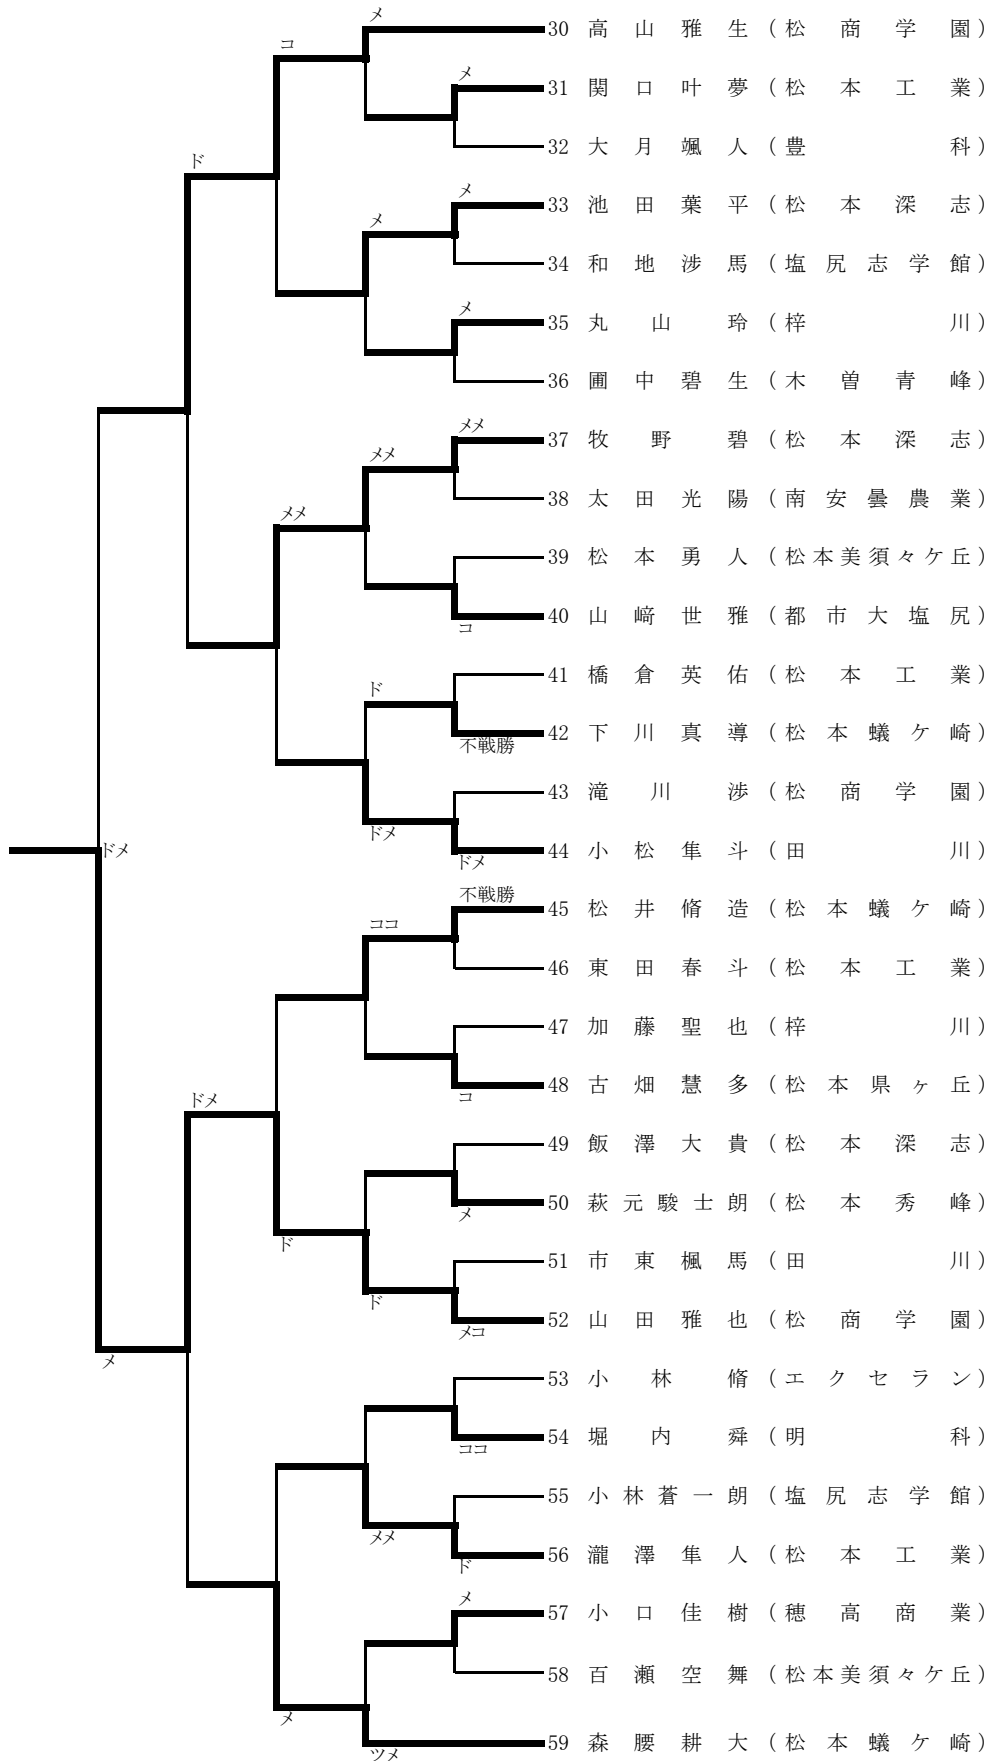 メ
30 高山雅生（松商学園）
コ
メ
31 関口叶夢（松本工業）
32 大月颯人（豊科）
ド
メ
33 池田葉平（松本深志）
メ
34 和地渉馬（塩尻志学館）
メ
35 丸山玲（梓川）
36 圃中碧生（木曽青峰）
メメ
37 牧野碧（松本深志）
メメ
38 太田光陽（南安曇農業）
メメ
39 松本勇人（松本美須々ケ丘）
40 山﨑世雅（都市大塩尻）
コ
41 橋倉英佑（松本工業）
ド
42 下川真導（松本蟻ケ崎）
不戦勝
43 滝川渉（松商学園）
ドメ
44 小松隼斗（田川）
ドメ
ドメ
不戦勝
45 松井脩造（松本蟻ケ崎）
ココ
46 東田春斗（松本工業）
47 加藤聖也（梓川）
48 古畑慧多（松本県ヶ丘）
コ
ドメ
49 飯澤大貴（松本深志）
50 萩元駿士朗（松本秀峰）
メ
ド
51 市東楓馬（田川）
ド
52 山田雅也（松商学園）
メコ
メ
53 小林脩（エクセラン）
54 堀内舜（明科）
ココ
55 小林蒼一朗（塩尻志学館）
メメ
56 瀧澤隼人（松本工業）
ド
メ
57 小口佳樹（穂高商業）
58 百瀬空舞（松本美須々ケ丘）
メ
59 森腰耕大（松本蟻ケ崎）
ツメ